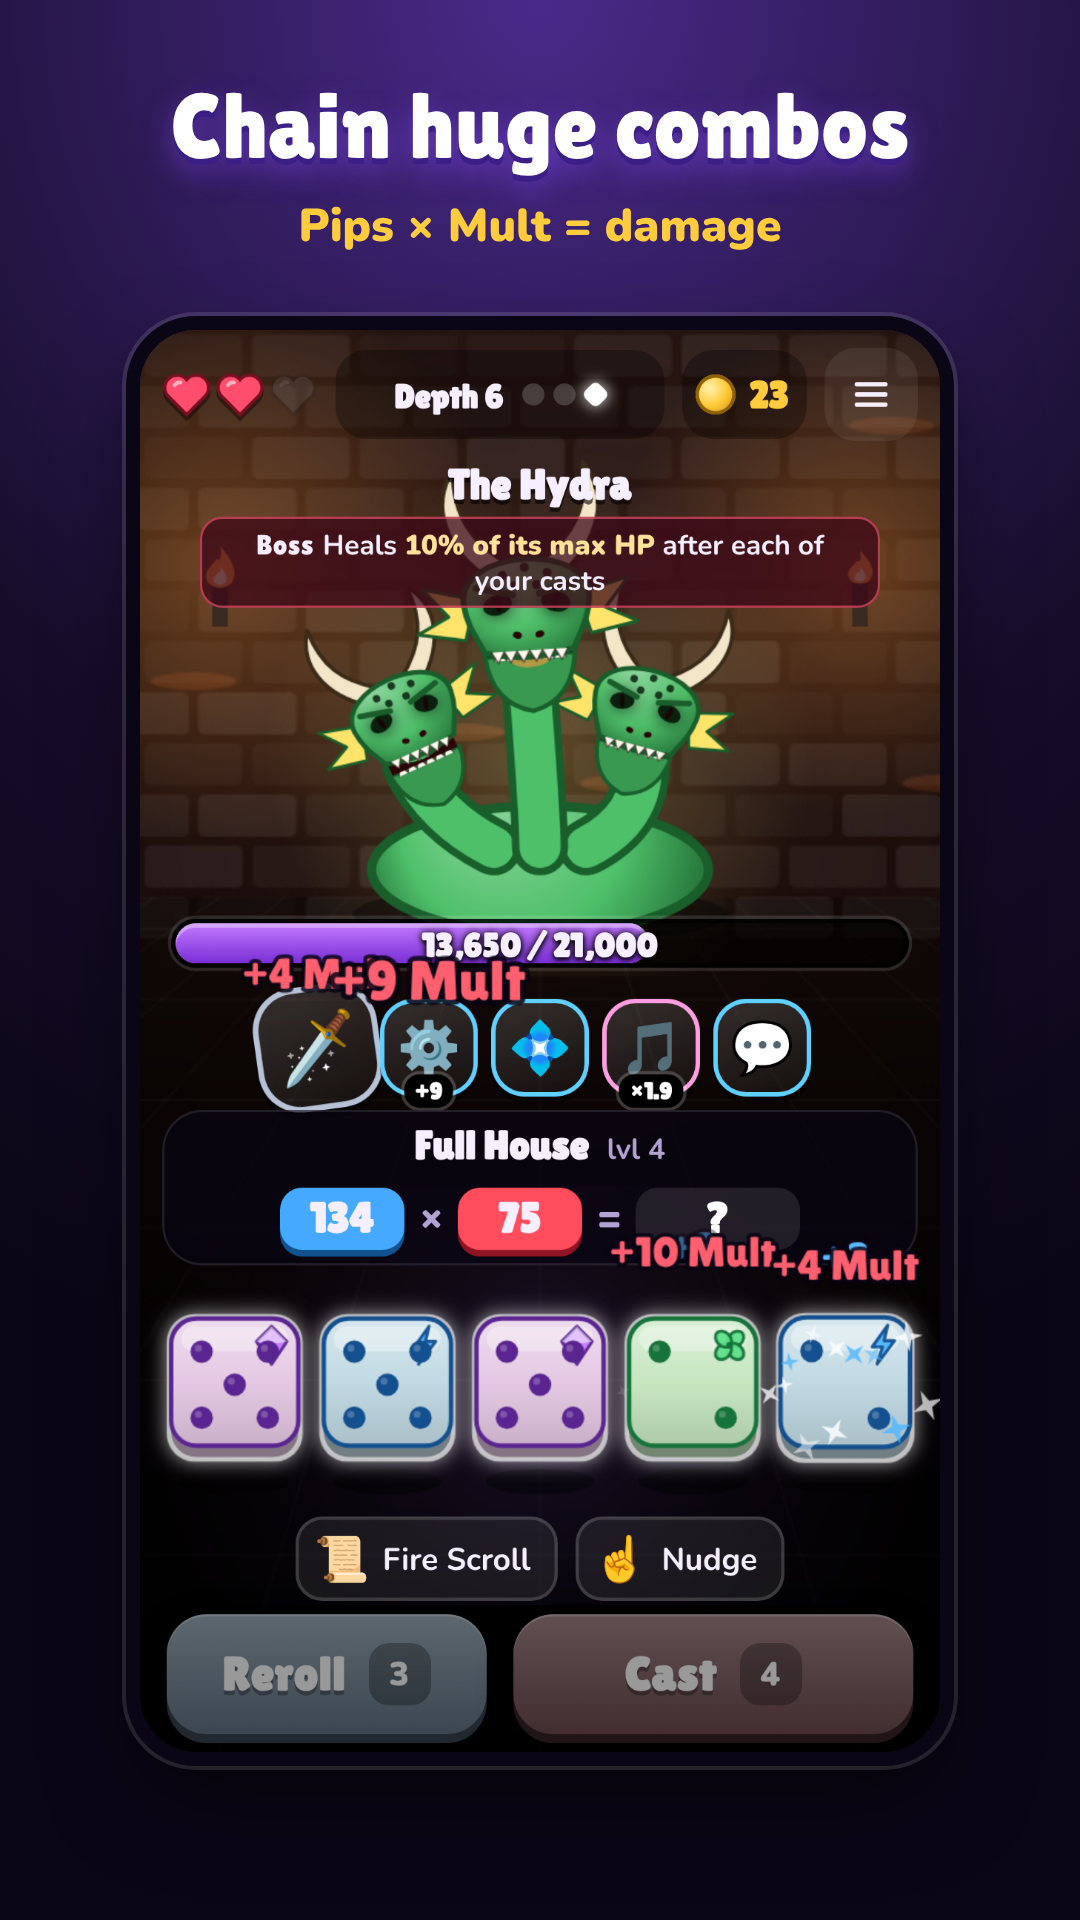 Chain huge combos
Pips × Mult = damage
Depth 6
23
The Hydra
Boss Heals 10% of its max HP after each of
your casts
13,650 / 21,000
+4 +9 Mult
+9
×1.9
Full House lvl 4
134 × 75 = ?
+10 Mult +4 Mult
Fire Scroll
Nudge
Reroll 3
Cast 4